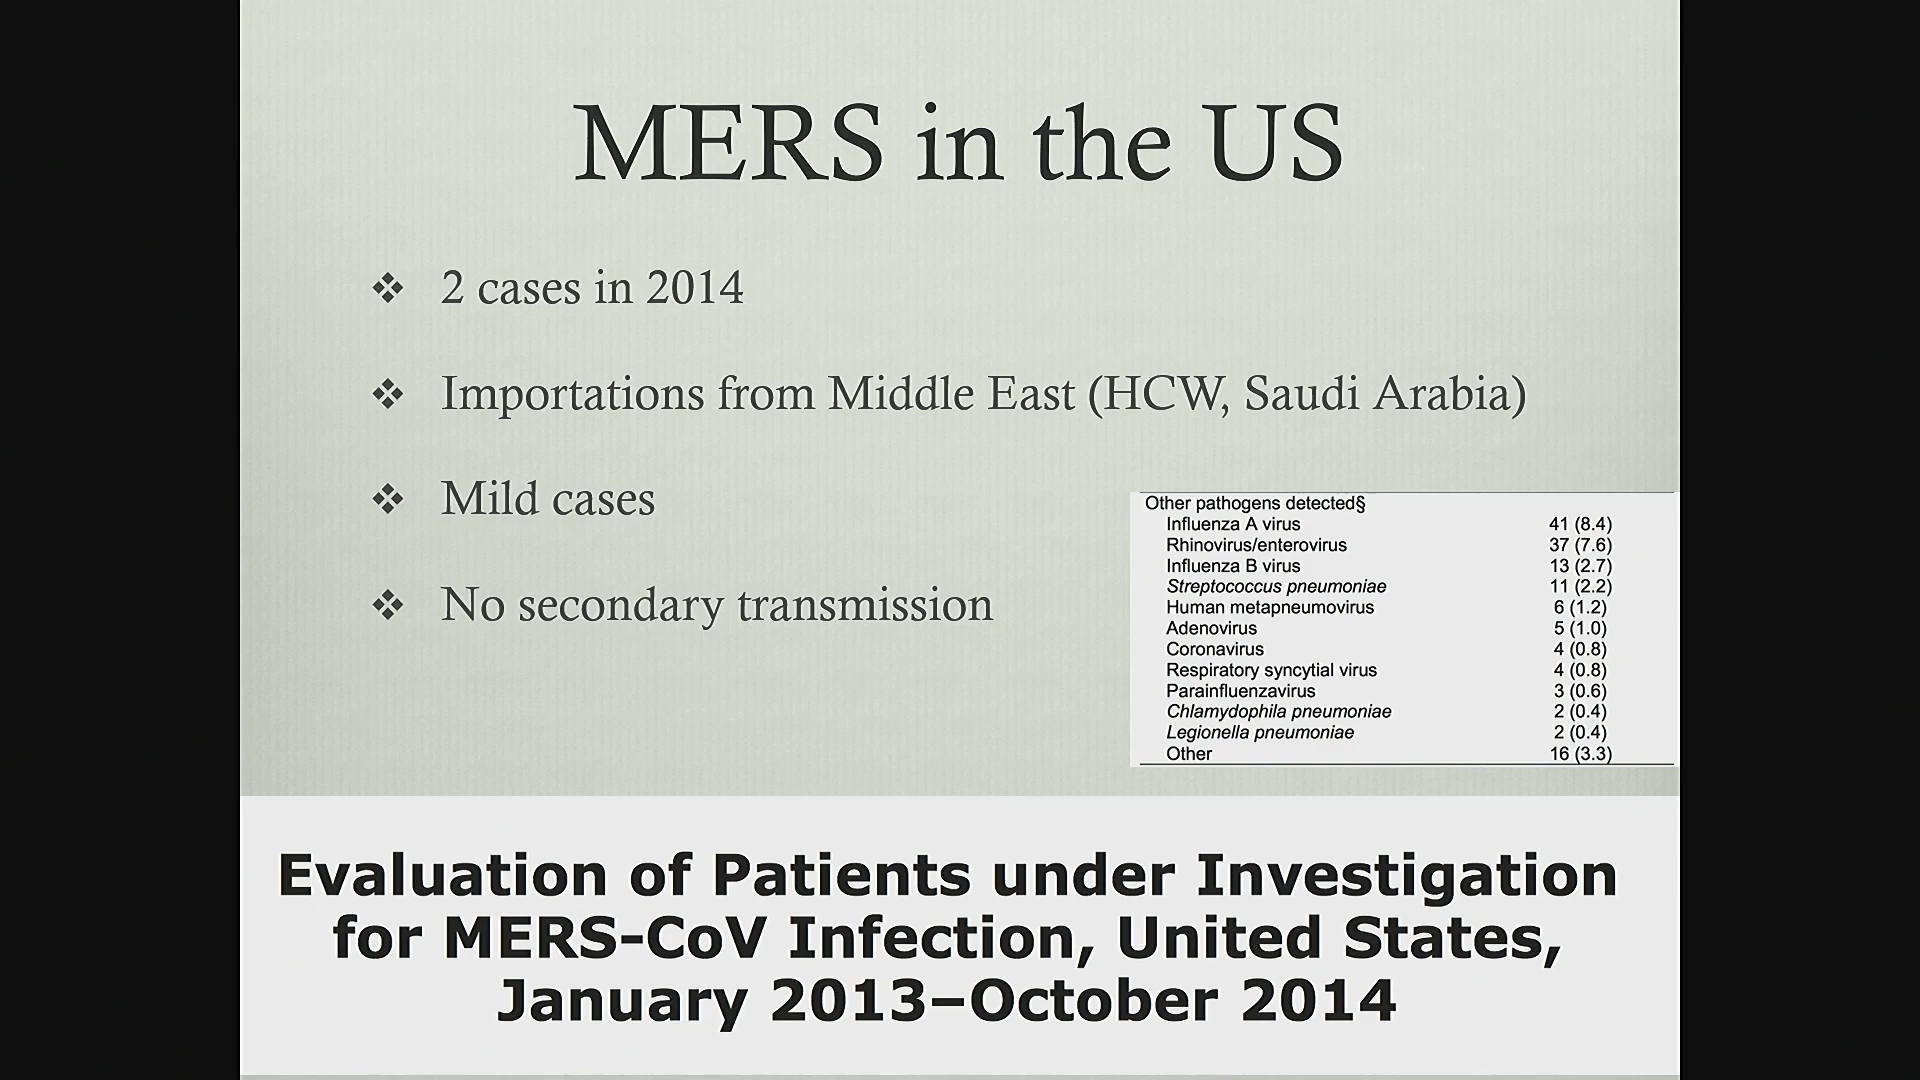 MERS in the US
❖ 2 cases in 2014
❖ Importations from Middle East (HCW, Saudi Arabia)
❖ Mild cases
❖ No secondary transmission
Other pathogens detected§
Influenza A virus 41 (8.4)
Rhinovirus/enterovirus 37 (7.6)
Influenza B virus 13 (2.7)
Streptococcus pneumoniae 11 (2.2)
Human metapneumovirus 6 (1.2)
Adenovirus 5 (1.0)
Coronavirus 4 (0.8)
Respiratory syncytial virus 4 (0.8)
Parainfluenzavirus 3 (0.6)
Chlamydophila pneumoniae 2 (0.4)
Legionella pneumoniae 2 (0.4)
Other 16 (3.3)
Evaluation of Patients under Investigation
for MERS-CoV Infection, United States,
January 2013–October 2014